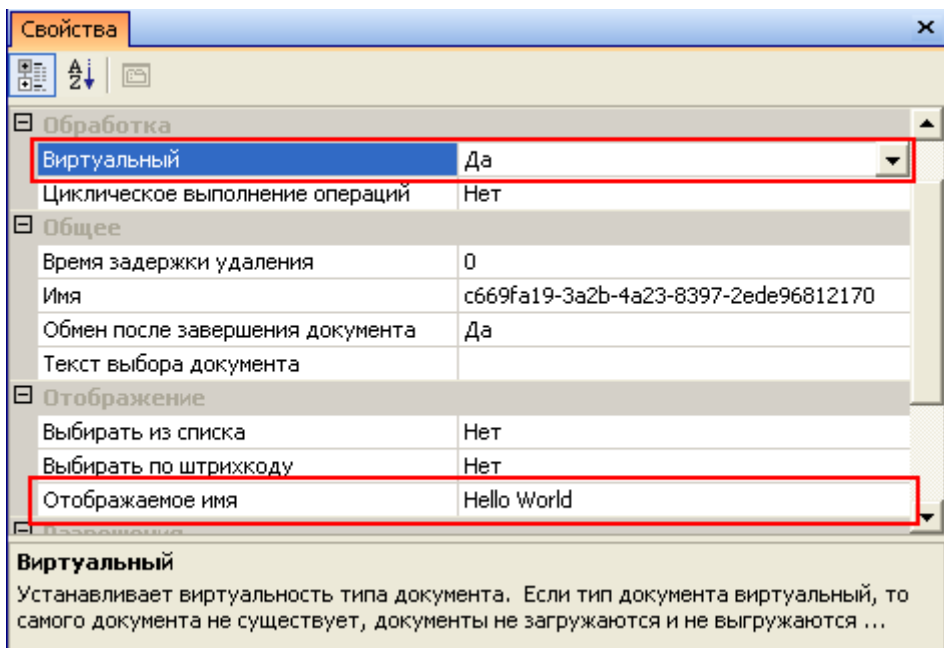 Свойства
Обработка
Виртуальный Да
Циклическое выполнение операций Нет
Общее
Время задержки удаления 0
Имя c669fa19-3a2b-4a23-8397-2ede96812170
Обмен после завершения документа Да
Текст выбора документа
Отображение
Выбирать из списка Нет
Выбирать по штрихкоду Нет
Отображаемое имя Hello World
Разрешения
Виртуальный
Устанавливает виртуальность типа документа. Если тип документа виртуальный, то
самого документа не существует, документы не загружаются и не выгружаются ...